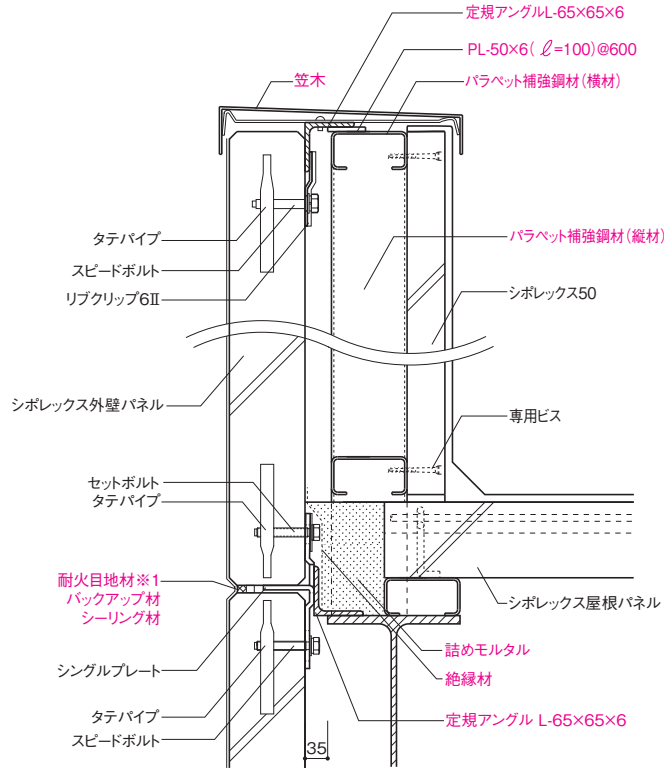 定規アングルL-65×65×6
PL-50×6(ℓ=100)@600
笠木
パラペット補強鋼材(横材)
タテパイプ
パラペット補強鋼材(縦材)
スピードボルト
リブクリップ6II
シポレックス50
シポレックス外壁パネル
専用ビス
セットボルト
タテパイプ
耐火目地材※1
バックアップ材
シーリング材
シポレックス屋根パネル
詰めモルタル
シングルプレート
絶縁材
タテパイプ
定規アングル L-65×65×6
スピードボルト
35